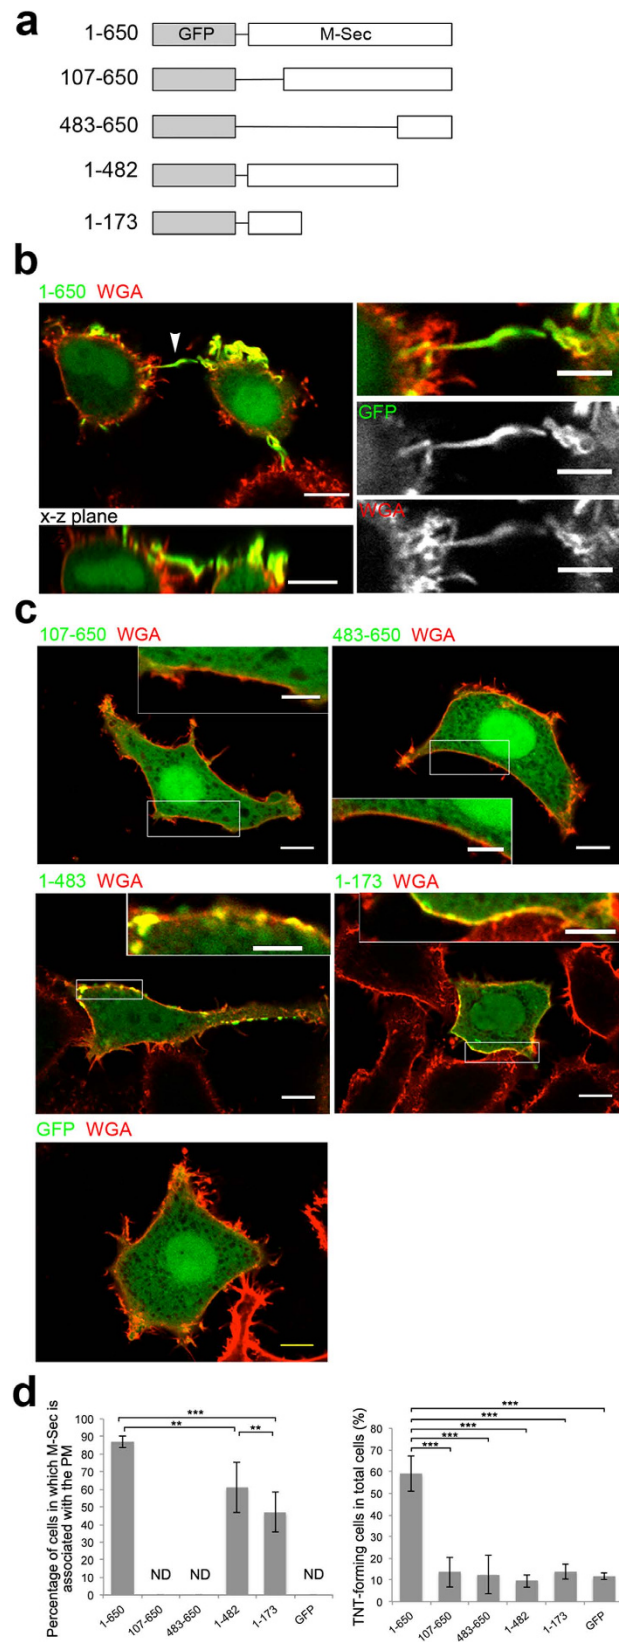 a
1-650 GFP M-Sec
107-650
483-650
1-482
1-173
b
1-650 WGA
GFP
x-z plane
WGA
c
107-650 WGA 483-650 WGA
1-483 WGA 1-173 WGA
GFP WGA
d
Percentage of cells in which M-Sec is
associated with the PM
100
90
80
70
60
50
40
30
20
10
0
***
**
**
ND
ND
ND
1-650
107-650
483-650
1-482
1-173
GFP
TNT-forming cells in total cells (%)
80
70
60
50
40
30
20
10
0
***
***
***
***
***
1-650
107-650
483-650
1-482
1-173
GFP